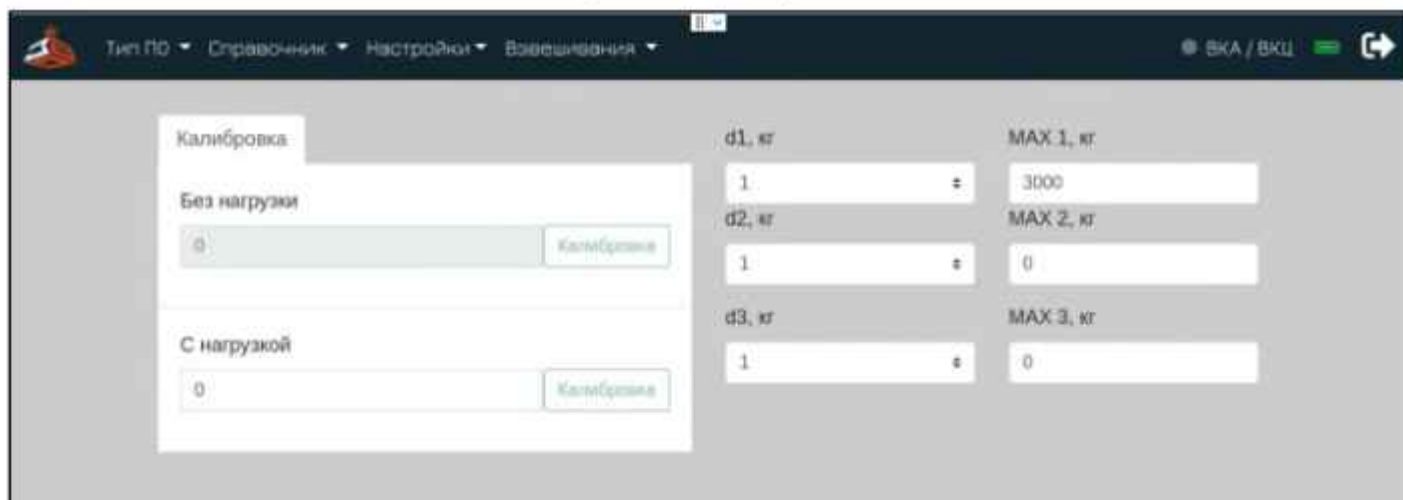 Тип ПО Справочник Настройки Взвешивания ВКА / ВКЦ
Калибровка
Без нагрузки
0 Калибровка
С нагрузкой
0 Калибровка
d1, кг MAX 1, кг
1 3000
d2, кг MAX 2, кг
1 0
d3, кг MAX 3, кг
1 0